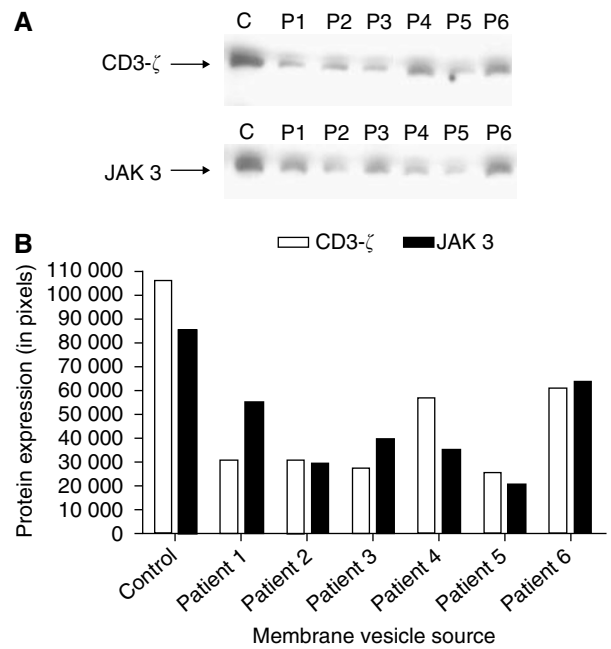 A
C P1 P2 P3 P4 P5 P6
CD3-ζ
C P1 P2 P3 P4 P5 P6
JAK 3
B
CD3-ζ JAK 3
Protein expression (in pixels)
110 000
100 000
90 000
80 000
70 000
60 000
50 000
40 000
30 000
20 000
10 000
0
Control Patient 1 Patient 2 Patient 3 Patient 4 Patient 5 Patient 6
Membrane vesicle source